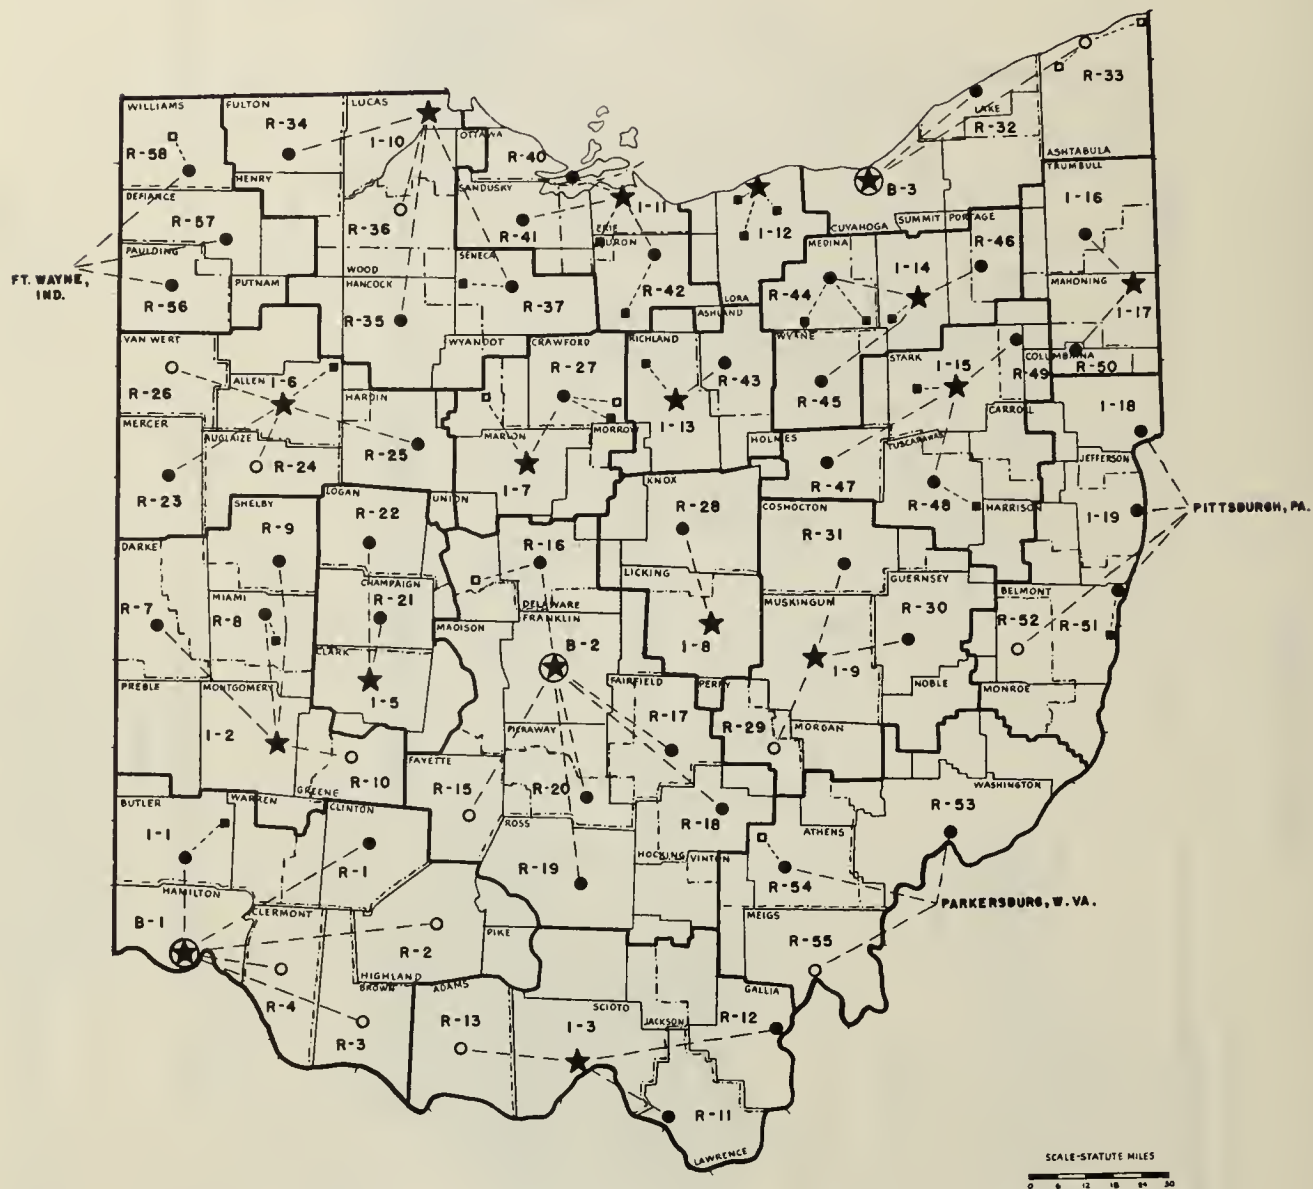 WILLIAMS
FULTON
LUCAS
R-34
I-10
R-58
OTTAWA
R-40
HENRY
SANDUSKY
DEFIANCE
R-57
R-36
R-41
I-11
ERIE
HURON
I-12
B-3
LAKE
R-32
R-33
ASHTABULA
TRUMBULL
I-16
CUYAHOGA
SUMMIT
PORTAGE
MEDINA
R-46
PAULDING
FT. WAYNE,
IND.
R-56
PUTNAM
WOOD
HANCOCK
SENECA
R-37
R-42
LORA
ASHLAND
R-44
I-14
MAHONING
I-17
R-35
VAN WERT
WYANDOT
CRAWFORD
RICHLAND
WAYNE
STARK
COLUMBIANA
R-50
R-49
R-26
ALLEN
I-6
HARDIN
R-27
R-43
R-45
I-15
CARROLL
I-18
MERCER
AUGLAIZE
R-24
R-25
MARION
MORROW
I-13
HOLMES
TUSCARAWAS
JEFFERSON
R-23
I-7
KNOX
R-47
R-48
HARRISON
I-19
PITTSBURGH, PA.
SHELBY
LOGAN
UNION
R-9
R-22
R-28
COSHOCTON
R-31
DARKE
R-16
LICKING
GUERNSEY
R-7
MIAMI
R-8
CHAMPAIGN
R-21
DELAWARE
FRANKLIN
MADISON
MUSKINGUM
R-30
BELMONT
R-52
R-51
CLARK
B-2
I-8
I-9
PREBLE
MONTGOMERY
I-5
FAIRFIELD
PERRY
NOBLE
MONROE
I-2
R-17
R-29
MORGAN
R-10
FAYETTE
R-15
R-20
WASHINGTON
BUTLER
WARREN
GREENE
CLINTON
ROSS
R-18
R-53
I-1
R-1
R-19
HOCKING
VINTON
ATHENS
R-54
HAMILTON
B-1
CLERMONT
R-2
PIKE
MEIGS
R-55
PARKERSBURG, W. VA.
R-4
HIGHLAND
BROWN
ADAMS
R-3
R-13
SCIOTO
I-3
JACKSON
GALLIA
R-12
R-11
LAWRENCE
SCALE-STATUTE MILES
0 6 12 18 24 30